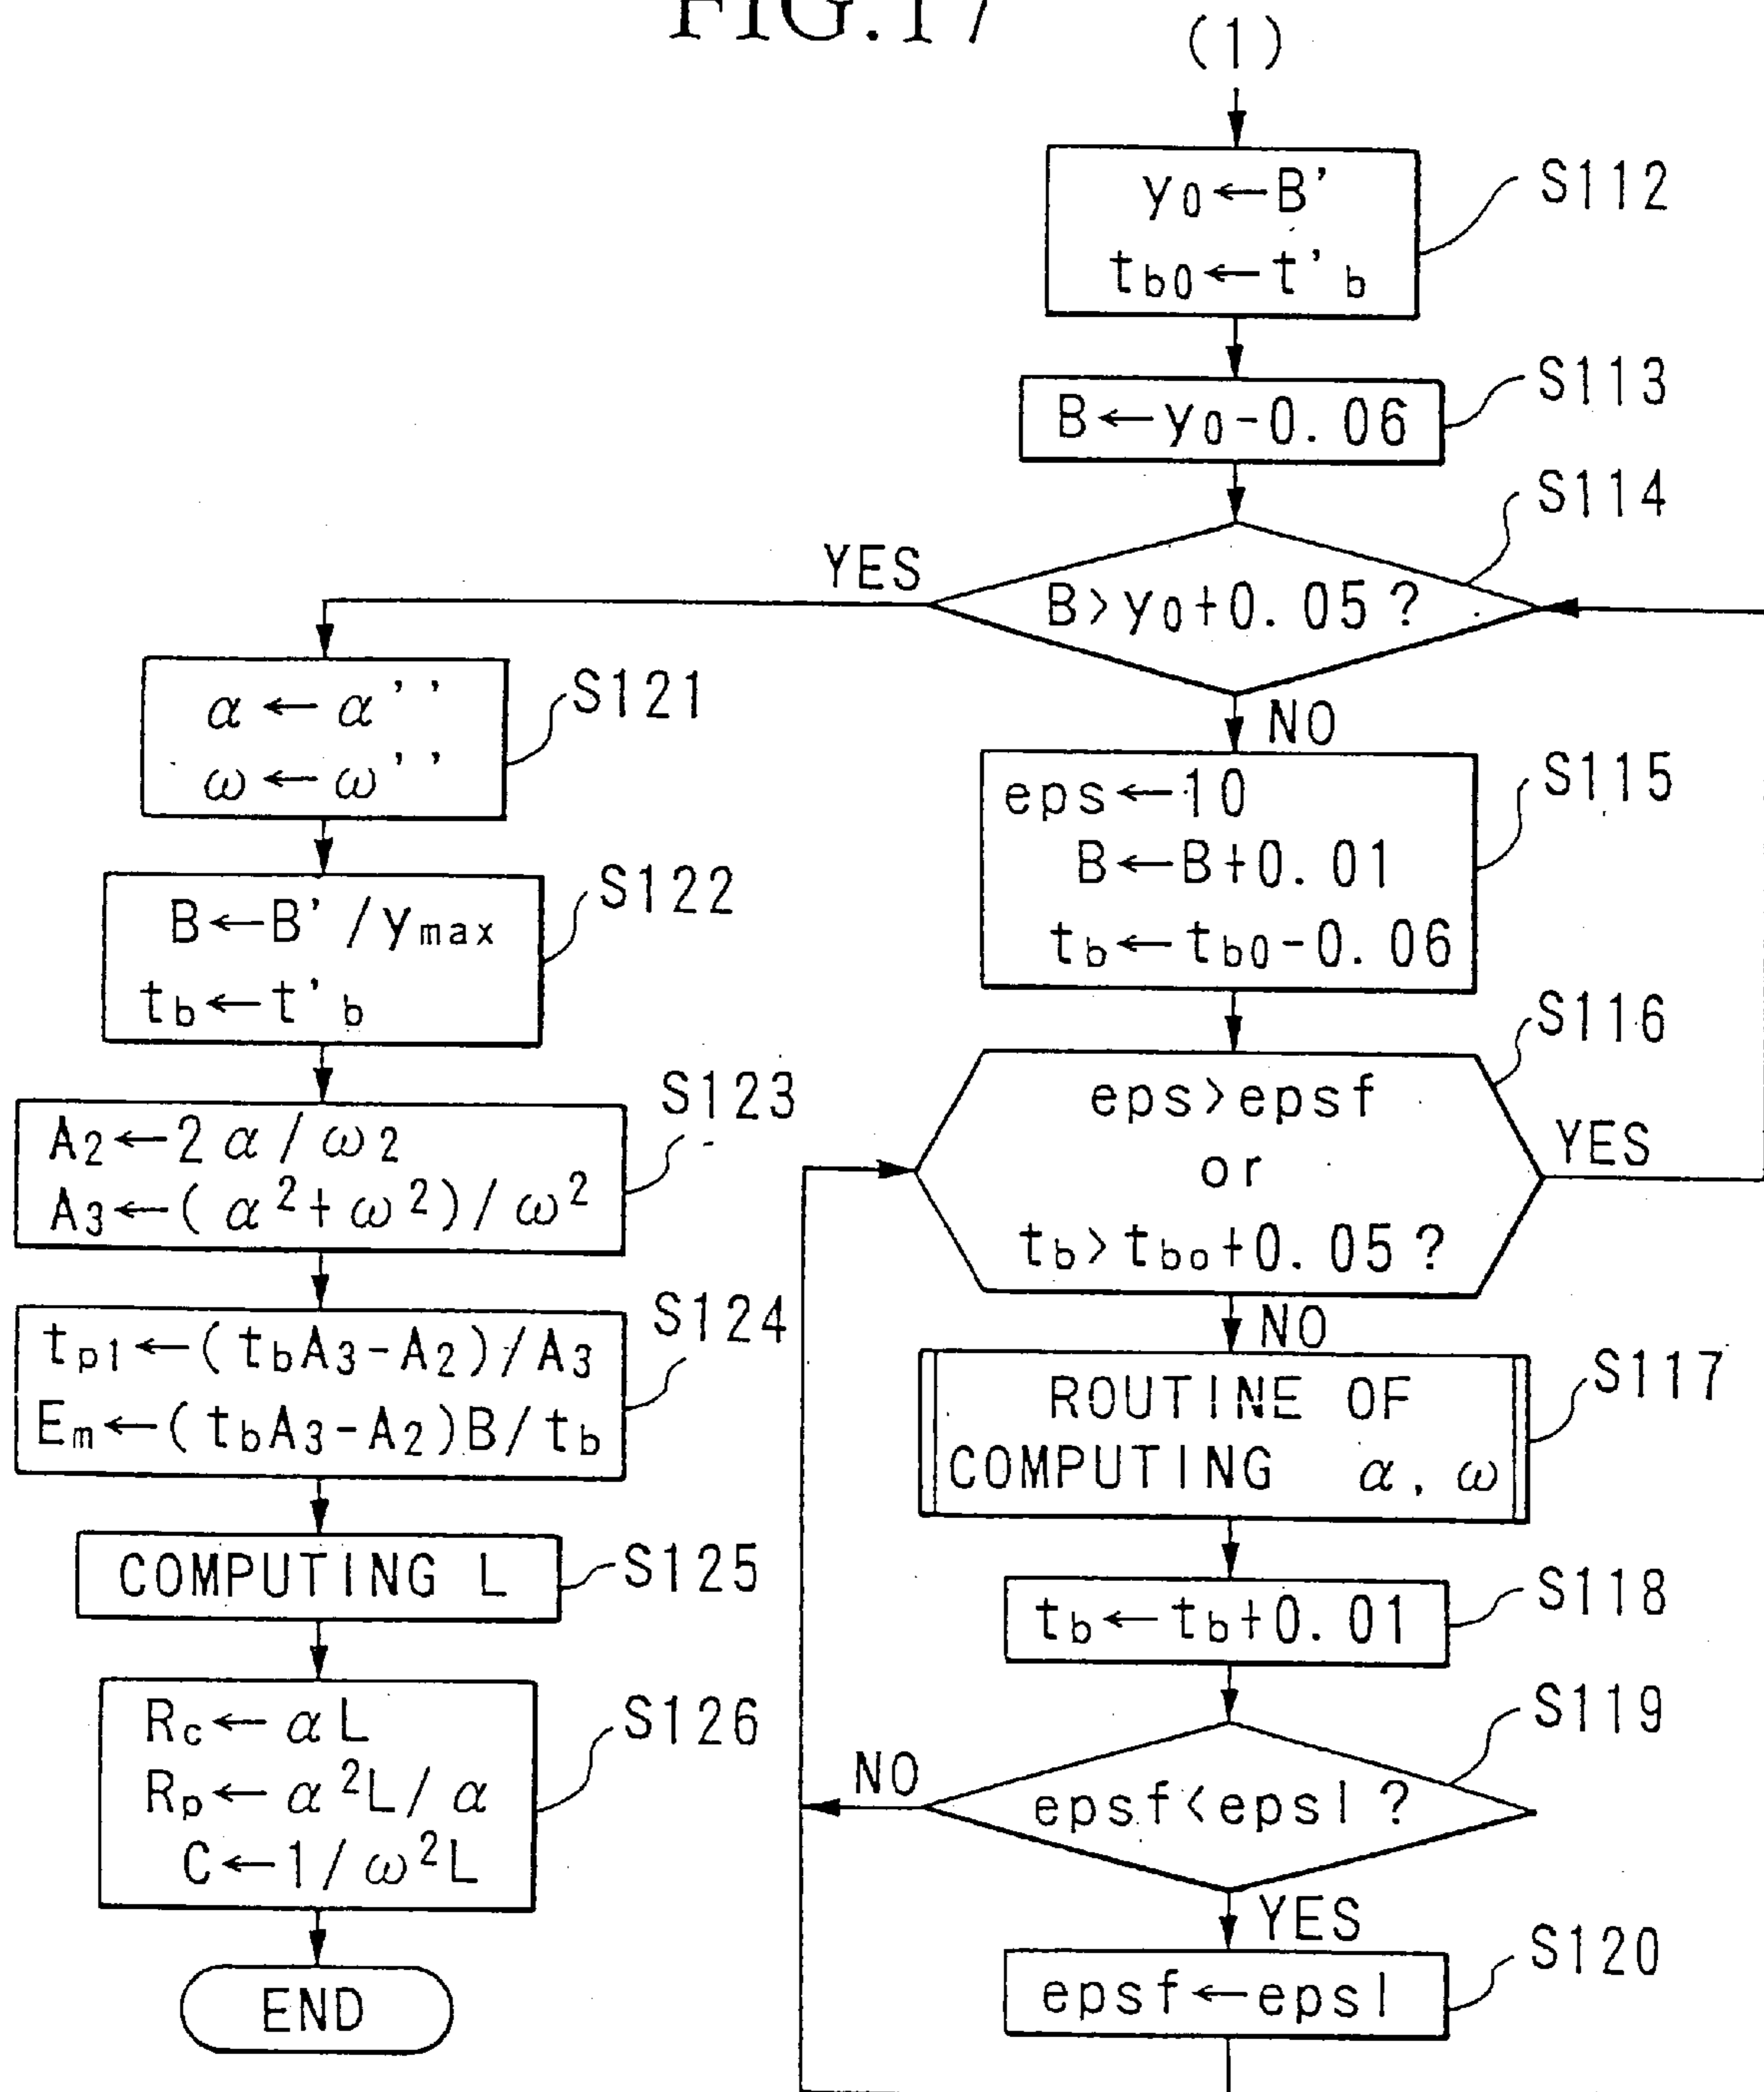 FIG.17
(1)
y0←B'
tb0←t'b
S112
B←y0-0.06
S113
B>y0+0.05?
S114
YES
NO
eps←10
B←B+0.01
tb←tb0-0.06
S115
eps>epsf
or
tb>tbo+0.05?
S116
YES
NO
ROUTINE OF
COMPUTING α, ω
S117
tb←tb+0.01
S118
epsf<epsl?
S119
NO
YES
epsf←epsl
S120
α←α''
ω←ω''
S121
B←B'/ymax
tb←t'b
S122
A2←2α/ω2
A3←(α²+ω²)/ω²
S123
tp1←(tbA3-A2)/A3
Em←(tbA3-A2)B/tb
S124
COMPUTING L
S125
Rc←αL
Rp←α²L/α
C←1/ω²L
S126
END